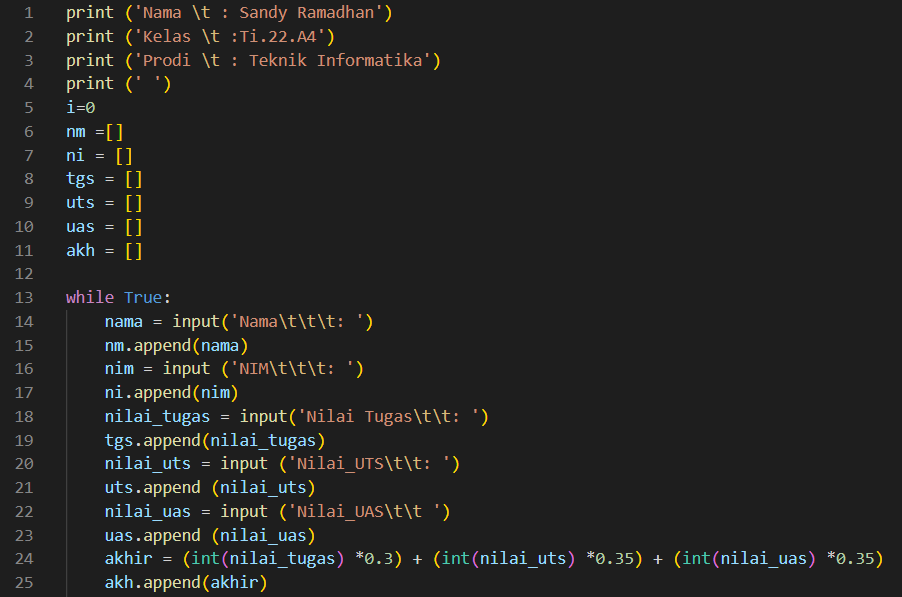 1 print ('Nama \t : Sandy Ramadhan')
2 print ('Kelas \t :Ti.22.A4')
3 print ('Prodi \t : Teknik Informatika')
4 print (' ')
5 i=0
6 nm =[]
7 ni = []
8 tgs = []
9 uts = []
10 uas = []
11 akh = []
12
13 while True:
14     nama = input('Nama\t\t\t: ')
15     nm.append(nama)
16     nim = input ('NIM\t\t\t: ')
17     ni.append(nim)
18     nilai_tugas = input('Nilai Tugas\t\t: ')
19     tgs.append(nilai_tugas)
20     nilai_uts = input ('Nilai_UTS\t\t: ')
21     uts.append (nilai_uts)
22     nilai_uas = input ('Nilai_UAS\t\t ')
23     uas.append (nilai_uas)
24     akhir = (int(nilai_tugas) *0.3) + (int(nilai_uts) *0.35) + (int(nilai_uas) *0.35)
25     akh.append(akhir)